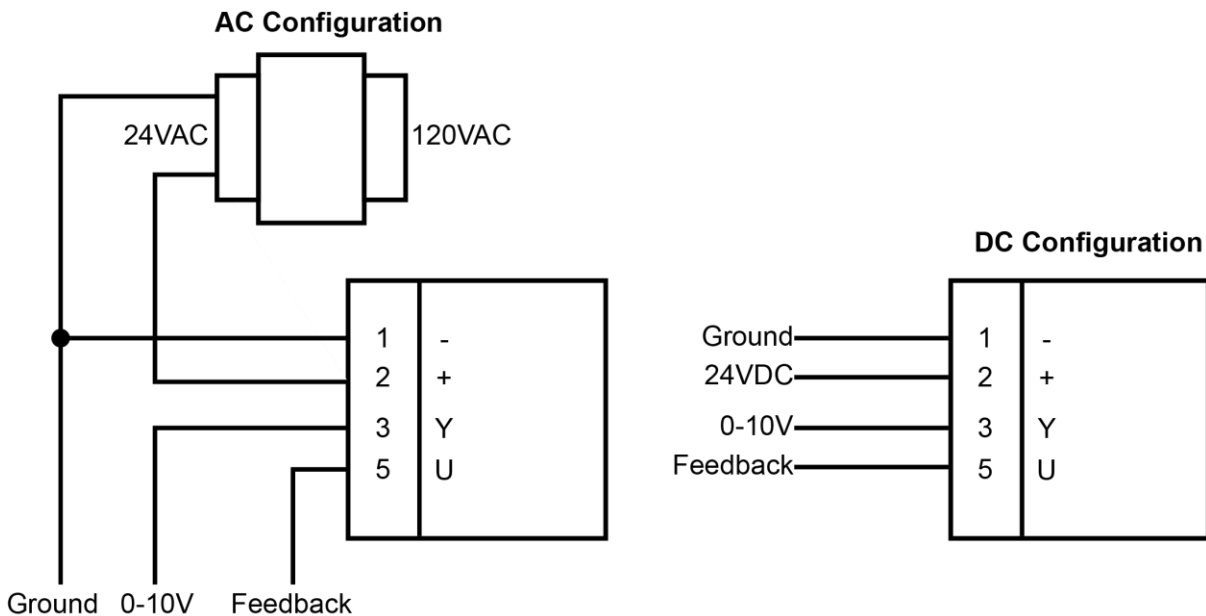 AC Configuration
24VAC
120VAC
1 -
2 +
3 Y
5 U
Ground 0-10V Feedback
DC Configuration
Ground 1 -
24VDC 2 +
0-10V 3 Y
Feedback 5 U